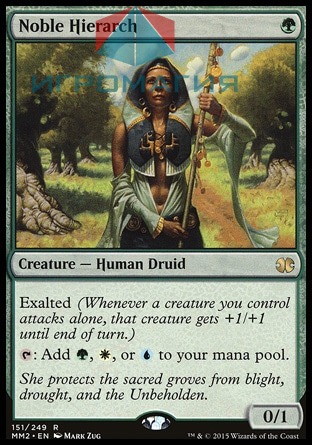 Noble Hierarch
ИГРОМАГИЯ
Creature — Human Druid
Exalted (Whenever a creature you control
attacks alone, that creature gets +1/+1
until end of turn.)
: Add , , or to your mana pool.
She protects the sacred groves from blight,
drought, and the Unbeholden.
151/249 R
MM2 • EN Mark Zug
™ & © 2015 Wizards of the Coast
0/1